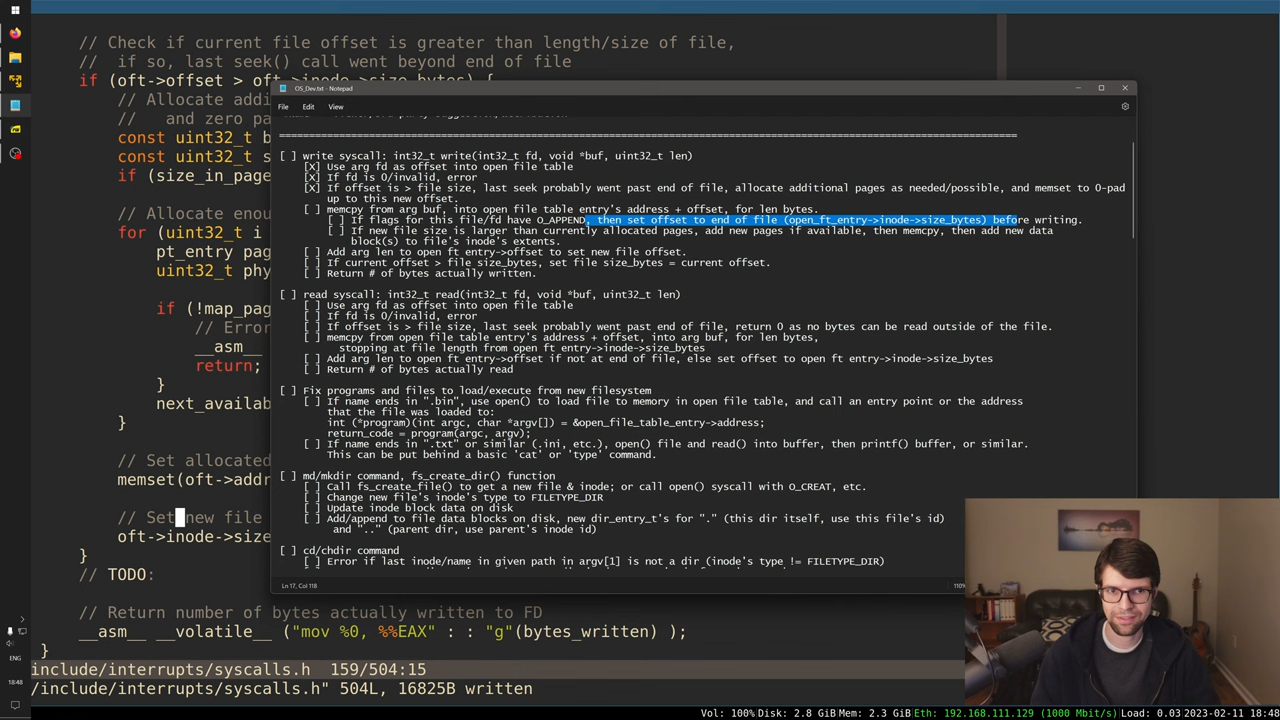 // Check if current file offset is greater than length/size of file,
//  if so, last seek() call went beyond end of file
if (oft->offset > oft->inode->size_bytes) {
// Allocate addi
//   and zero pa
const uint32_t b
const uint32_t s
if (size_in_page
// Allocate enou
for (uint32_t i
pt_entry pag
uint32_t phy
if (!map_pag
// Error
__asm__
return;
}
next_availab
}
// Set allocated
memset(oft->addr
// Set new file
oft->inode->size
}
// TODO:
// Return number of bytes actually written to FD
__asm__ __volatile__ ("mov %0, %%EAX" : : "g"(bytes_written) );
}
include/interrupts/syscalls.h  159/504:15
/include/interrupts/syscalls.h" 504L, 16825B written
OS_Dev.txt - Notepad
File Edit View
================================================================
[ ] write syscall: int32_t write(int32_t fd, void *buf, uint32_t len)
[X] Use arg fd as offset into open file table
[X] If fd is 0/invalid, error
[X] If offset is > file size, last seek probably went past end of file, allocate additional pages as needed/possible, and memset to 0-pad
up to this new offset.
[ ] memcpy from arg buf, into open file table entry's address + offset, for len bytes.
[ ] If flags for this file/fd have O_APPEND, then set offset to end of file (open_ft_entry->inode->size_bytes) before writing.
[ ] If new file size is larger than currently allocated pages, add new pages if available, then memcpy, then add new data
block(s) to file's inode's extents.
[ ] Add arg len to open ft entry->offset to set new file offset.
[ ] If current offset > file size_bytes, set file size_bytes = current offset.
[ ] Return # of bytes actually written.
[ ] read syscall: int32_t read(int32_t fd, void *buf, uint32_t len)
[ ] Use arg fd as offset into open file table
[ ] If fd is 0/invalid, error
[ ] If offset is > file size, last seek probably went past end of file, return 0 as no bytes can be read outside of the file.
[ ] memcpy from open file table entry's address + offset, into arg buf, for len bytes,
stopping at file length from open ft entry->inode->size_bytes
[ ] Add arg len to open ft entry->offset if not at end of file, else set offset to open ft entry->inode->size_bytes
[ ] Return # of bytes actually read
[ ] Fix programs and files to load/execute from new filesystem
[ ] If name ends in ".bin", use open() to load file to memory in open file table, and call an entry point or the address
that the file was loaded to:
int (*program)(int argc, char *argv[]) = &open_file_table_entry->address;
return_code = program(argc, argv);
[ ] If name ends in ".txt" or similar (.ini, etc.), open() file and read() into buffer, then printf() buffer, or similar.
This can be put behind a basic 'cat' or 'type' command.
[ ] md/mkdir command, fs_create_dir() function
[ ] Call fs_create_file() to get a new file & inode; or call open() syscall with O_CREAT, etc.
[ ] Change new file's inode's type to FILETYPE_DIR
[ ] Update inode block data on disk
[ ] Add/append to file data blocks on disk, new dir_entry_t's for "." (this dir itself, use this file's id)
and ".." (parent dir, use parent's inode id)
[ ] cd/chdir command
[ ] Error if last inode/name in given path in argv[1] is not a dir (inode's type != FILETYPE_DIR)
Ln 17, Col 118
110%
ENG
18:48
Vol: 100% Disk: 2.8 GiB Mem: 2.3 GiB Eth: 192.168.111.129 (1000 Mbit/s) Load: 0.03 2023-02-11 18:48